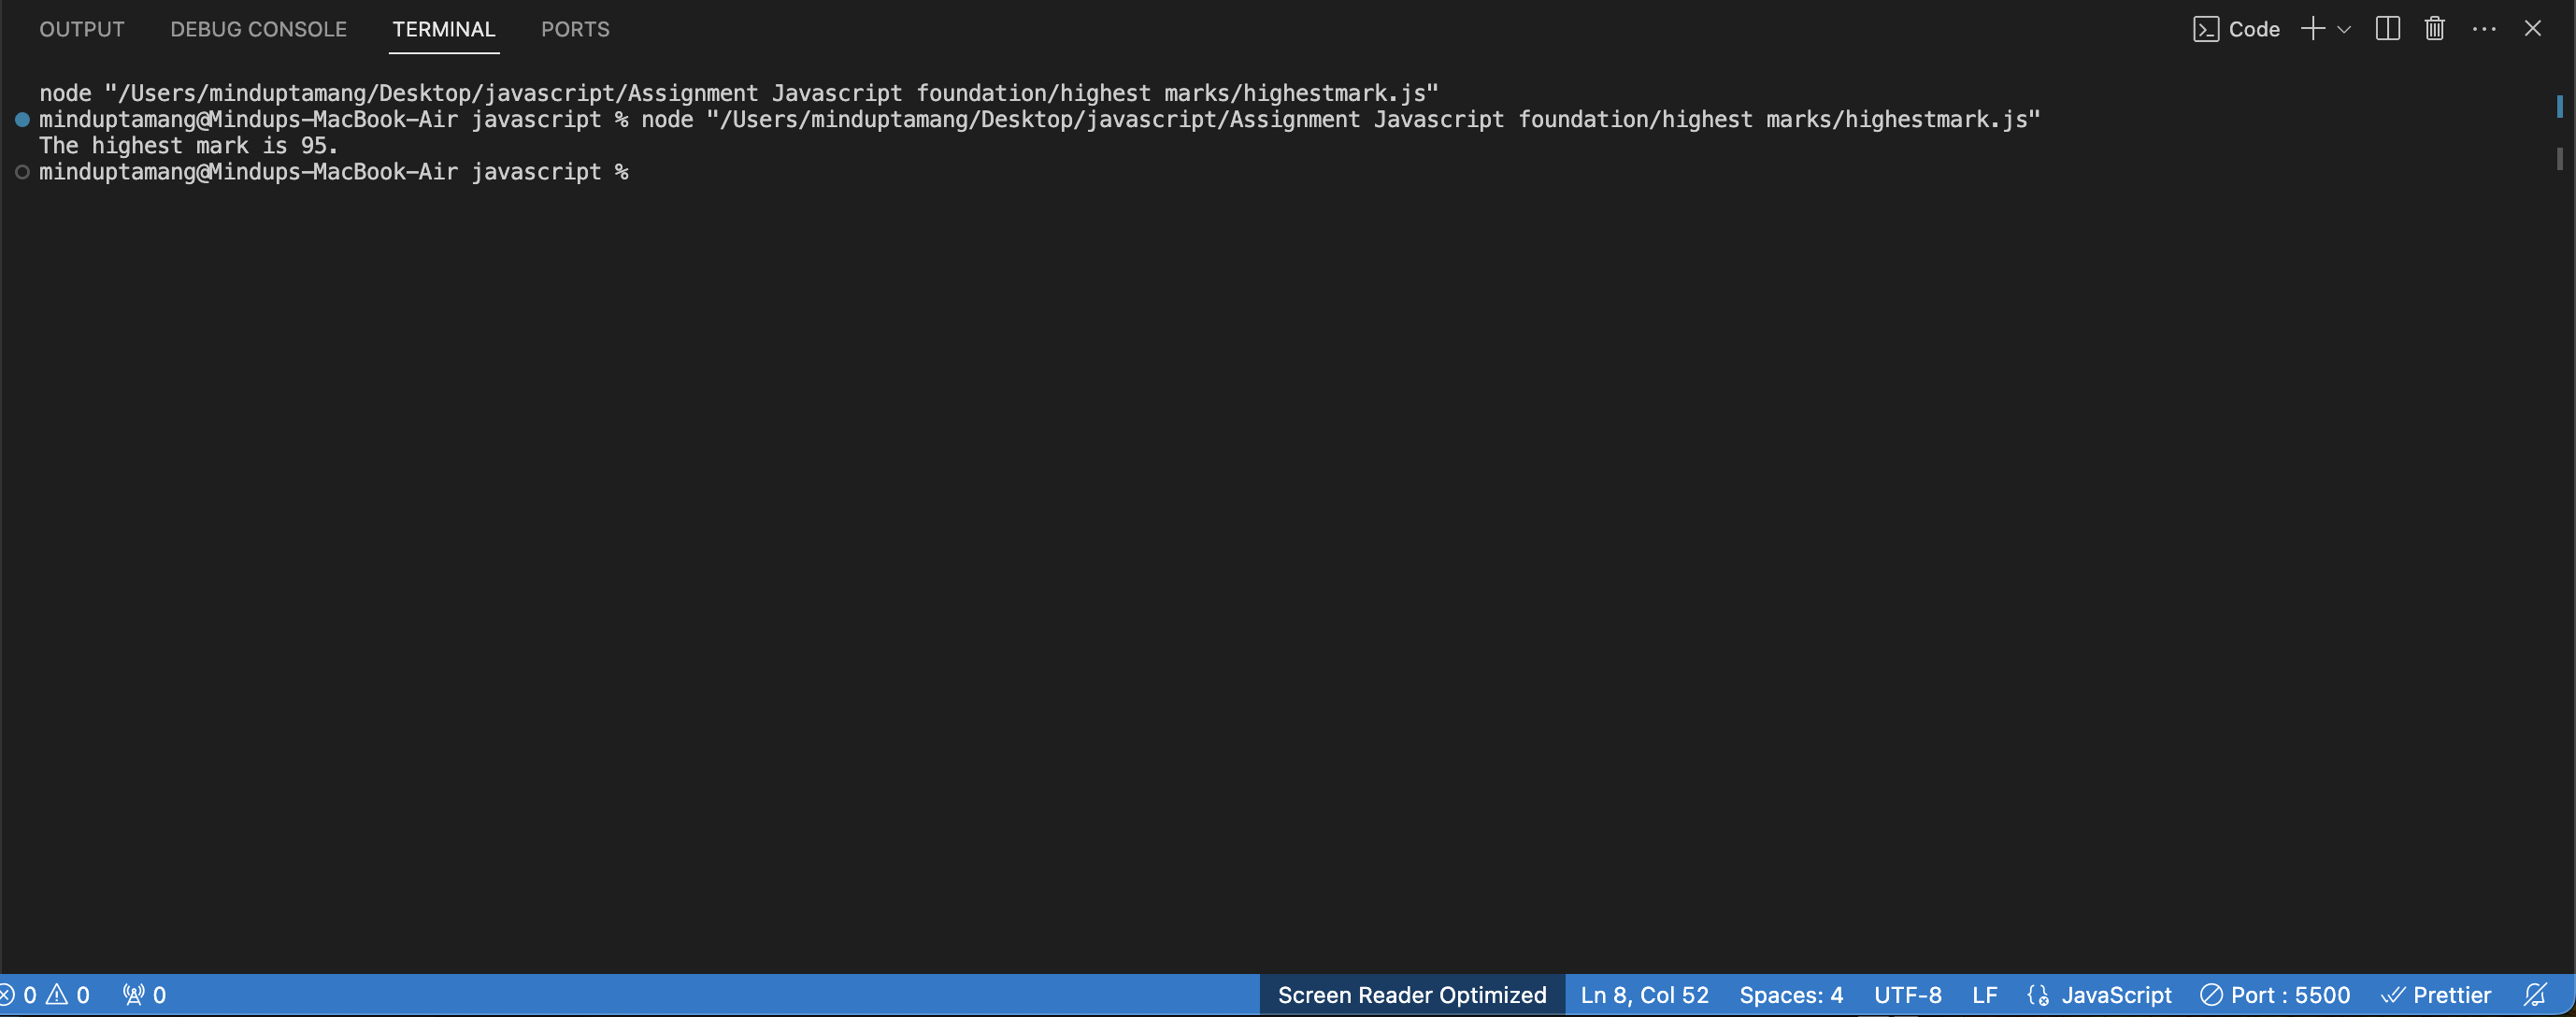 OUTPUT DEBUG CONSOLE TERMINAL PORTS Code
node "/Users/minduptamang/Desktop/javascript/Assignment Javascript foundation/highest marks/highestmark.js"
minduptamang@Mindups-MacBook-Air javascript % node "/Users/minduptamang/Desktop/javascript/Assignment Javascript foundation/highest marks/highestmark.js"
The highest mark is 95.
minduptamang@Mindups-MacBook-Air javascript %
0 0 0 Screen Reader Optimized Ln 8, Col 52 Spaces: 4 UTF-8 LF JavaScript Port : 5500 Prettier